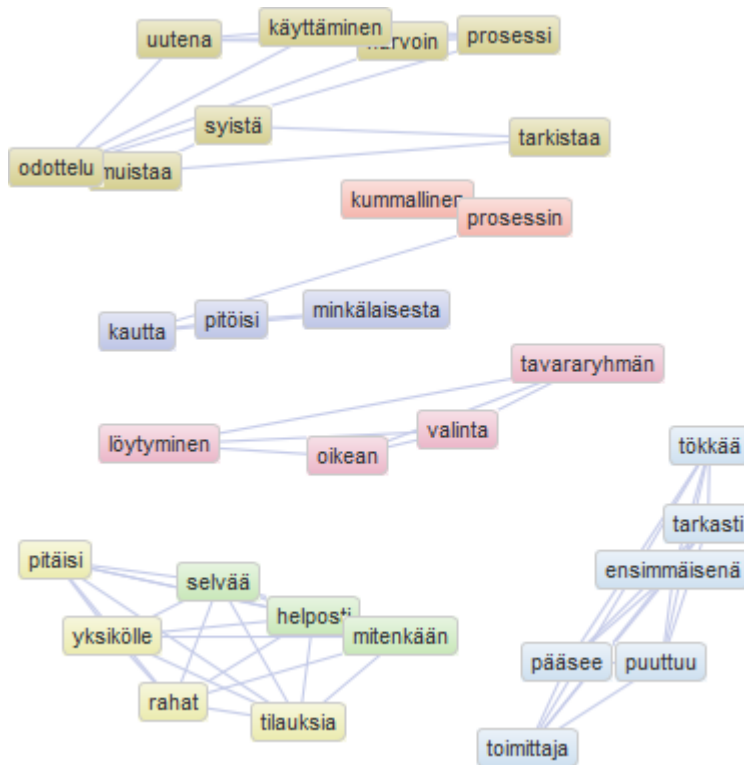 uutena
käyttäminen
prosessi
syistä
tarkistaa
odottelu
muistaa
kummallinen
prosessin
kautta
pitöisi
minkälaisesta
tavararyhmän
löytyminen
oikean
valinta
tökkää
tarkasti
ensimmäisenä
pääsee
puuttuu
toimittaja
pitäisi
selvää
helposti
yksikölle
mitenkään
rahat
tilauksia